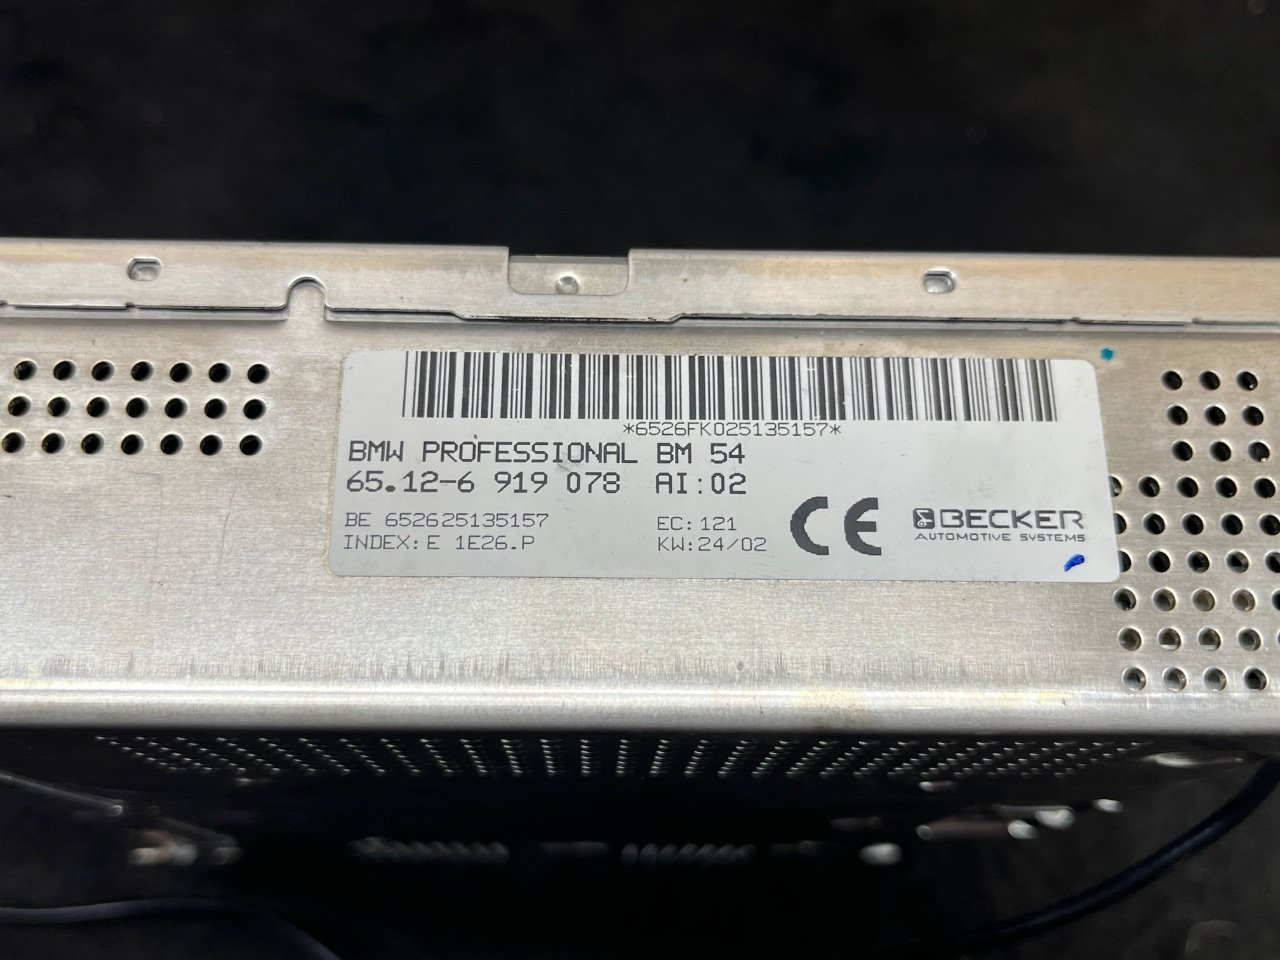 *6526FK025135157*
BMW PROFESSIONAL BM 54
65.12-6 919 078 AI:02
BE 652625135157 EC:121
INDEX:E 1E26.P KW:24/02
CE
BECKER
AUTOMOTIVE SYSTEMS